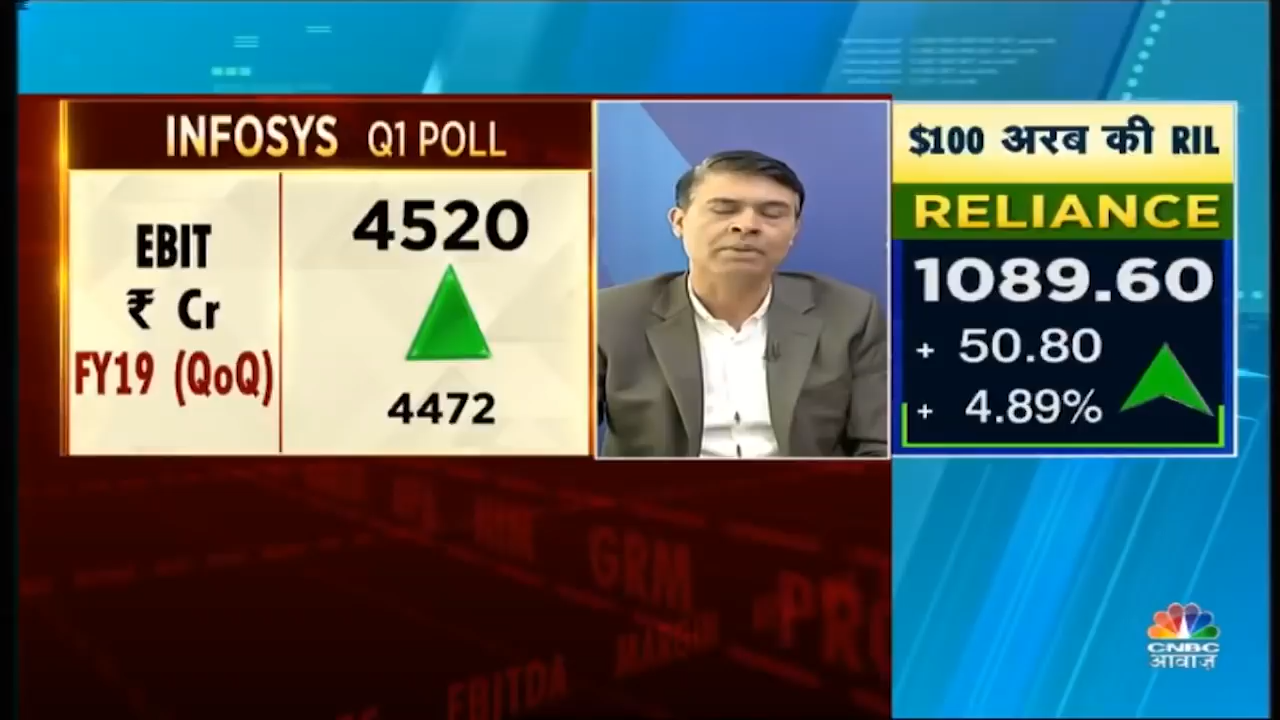 INFOSYS Q1 POLL
EBIT
₹ Cr
FY19 (QoQ)
4520
4472
$100 अरब की RIL
RELIANCE
1089.60
+ 50.80
+ 4.89%
GRM
MARGIN
EBITDA
CNBC
आवाज़